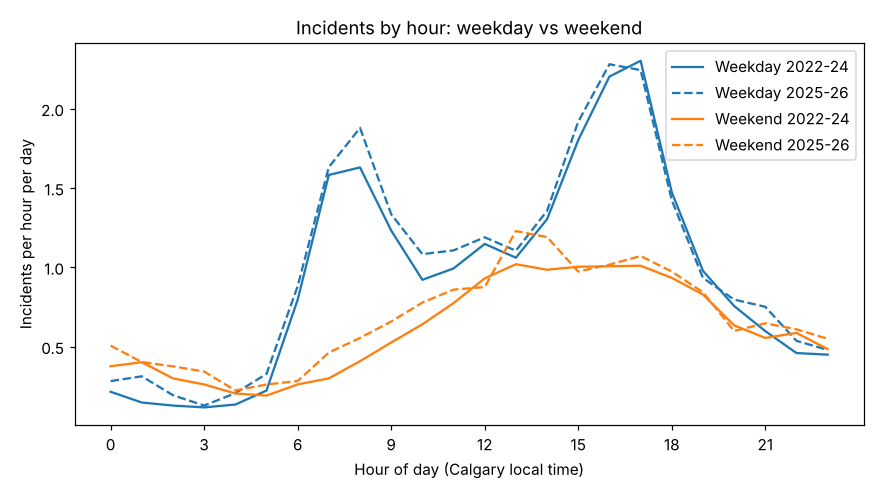 Incidents by hour: weekday vs weekend
Weekday 2022-24
Weekday 2025-26
Weekend 2022-24
Weekend 2025-26
Incidents per hour per day
2.0
1.5
1.0
0.5
0 3 6 9 12 15 18 21
Hour of day (Calgary local time)